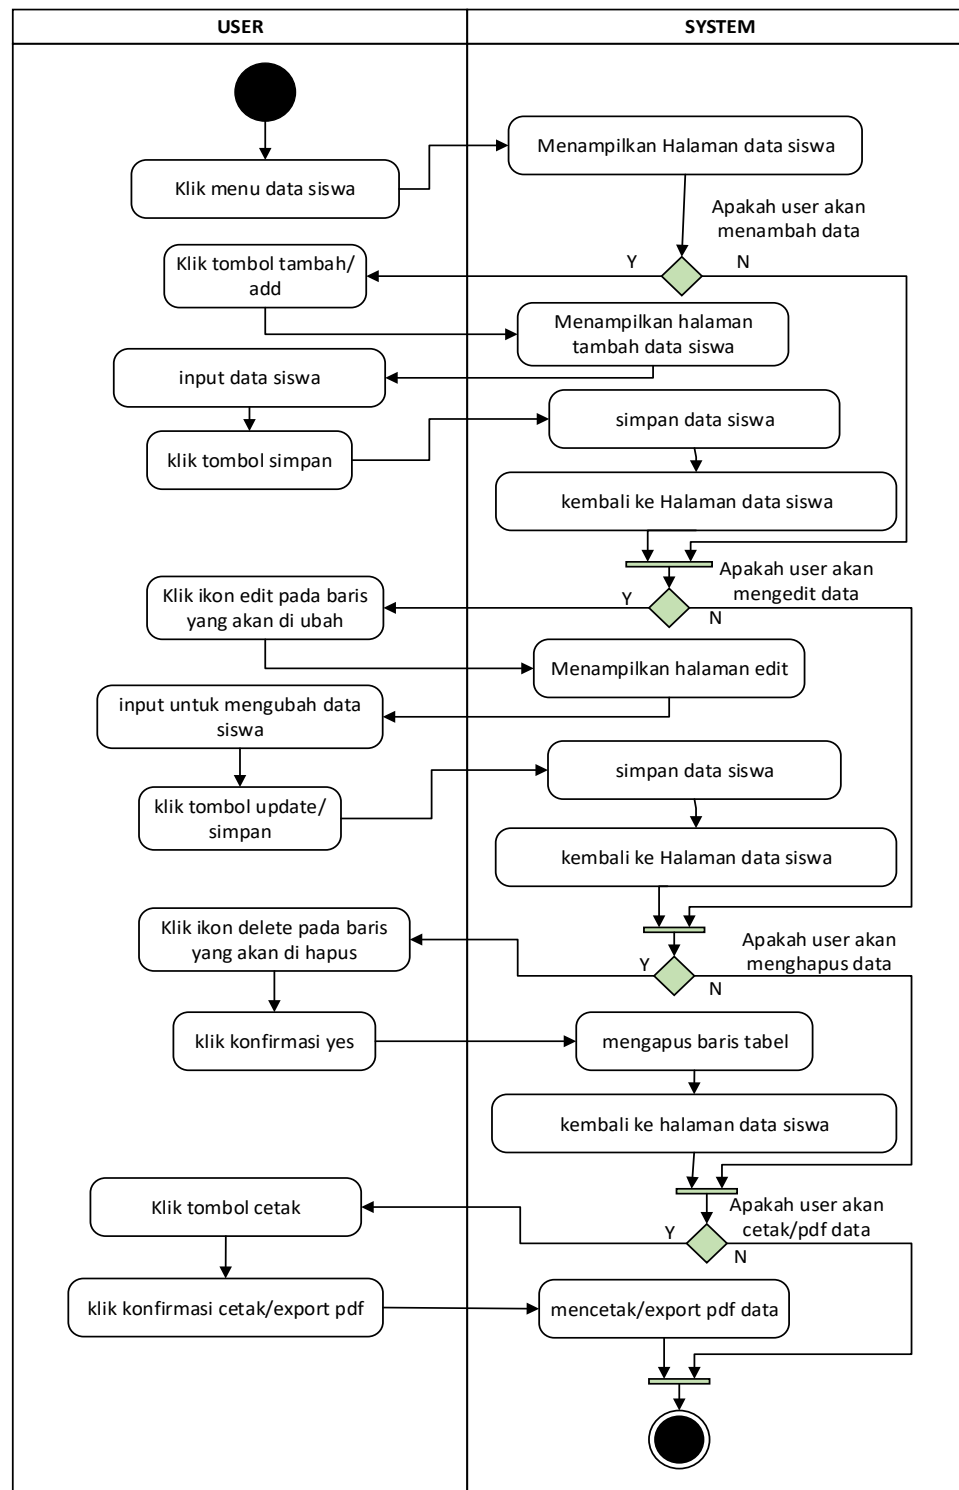 USER
SYSTEM
Menampilkan Halaman data siswa
Klik menu data siswa
Apakah user akan
menambah data
Klik tombol tambah/
add
Y
N
Menampilkan halaman
tambah data siswa
input data siswa
simpan data siswa
klik tombol simpan
kembali ke Halaman data siswa
Apakah user akan
mengedit data
Klik ikon edit pada baris
yang akan di ubah
Y
N
Menampilkan halaman edit
input untuk mengubah data
siswa
simpan data siswa
klik tombol update/
simpan
kembali ke Halaman data siswa
Klik ikon delete pada baris
yang akan di hapus
Apakah user akan
menghapus data
Y
N
klik konfirmasi yes
mengapus baris tabel
kembali ke halaman data siswa
Klik tombol cetak
Apakah user akan
cetak/pdf data
Y
N
klik konfirmasi cetak/export pdf
mencetak/export pdf data